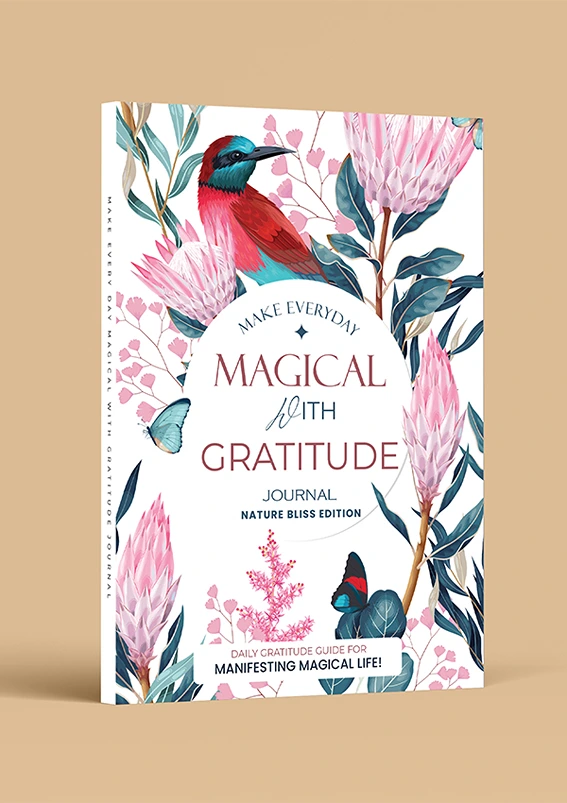 MAKE EVERY DAY MAGICAL WITH GRATITUDE JOURNAL
MAKE EVERYDAY
MAGICAL
WITH
GRATITUDE
JOURNAL
NATURE BLISS EDITION
DAILY GRATITUDE GUIDE FOR
MANIFESTING MAGICAL LIFE!